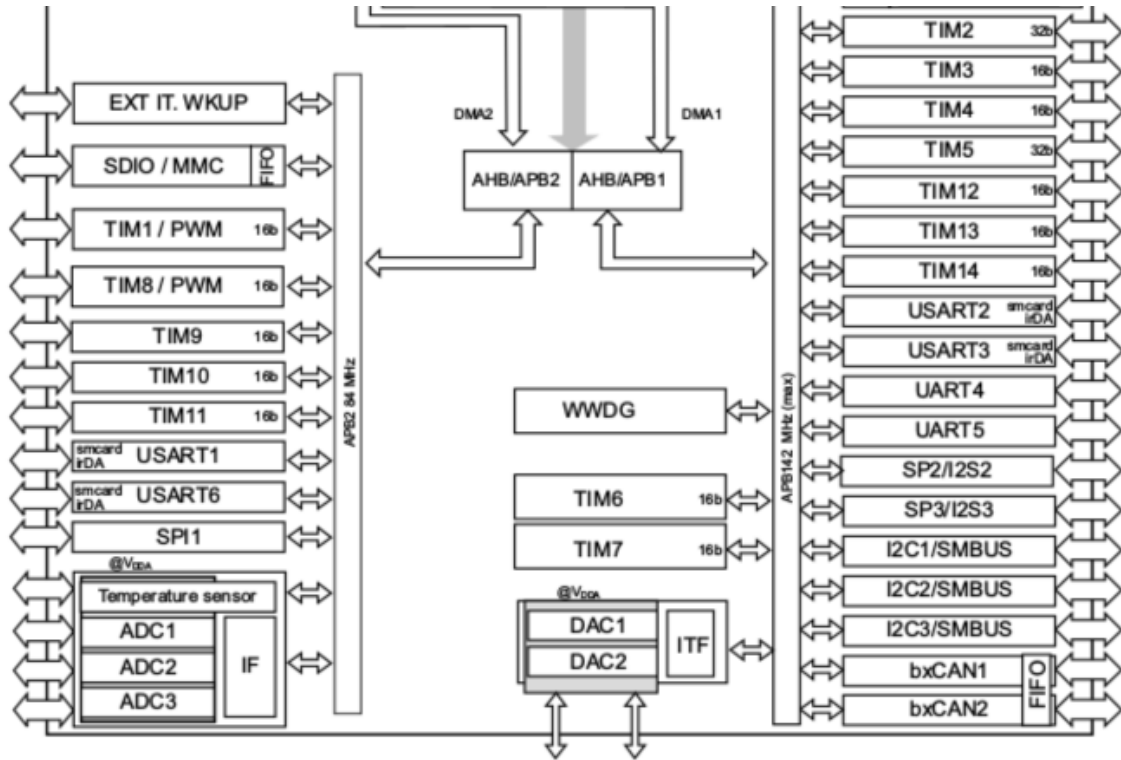 TIM2 32b
TIM3 16b
EXT IT. WKUP
DMA2
DMA1
TIM4 16b
SDIO / MMC FIFO
TIM5 32b
AHB/APB2 AHB/APB1
TIM12 16b
TIM1 / PWM 16b
TIM13 16b
TIM8 / PWM 16b
TIM14 16b
TIM9 16b
USART2 smcard irDA
USART3 smcard irDA
TIM10 16b
UART4
TIM11 16b
APB2 84 MHz
WWDG
APB142 MHz (max)
UART5
smcard irDA USART1
SP2/I2S2
smcard irDA USART6
TIM6 16b
SP3/I2S3
SPI1
TIM7 16b
I2C1/SMBUS
@VDDA
Temperature sensor
@VDDA
I2C2/SMBUS
ADC1
DAC1
I2C3/SMBUS
ADC2
IF
DAC2
ITF
bxCAN1
FIFO
ADC3
bxCAN2